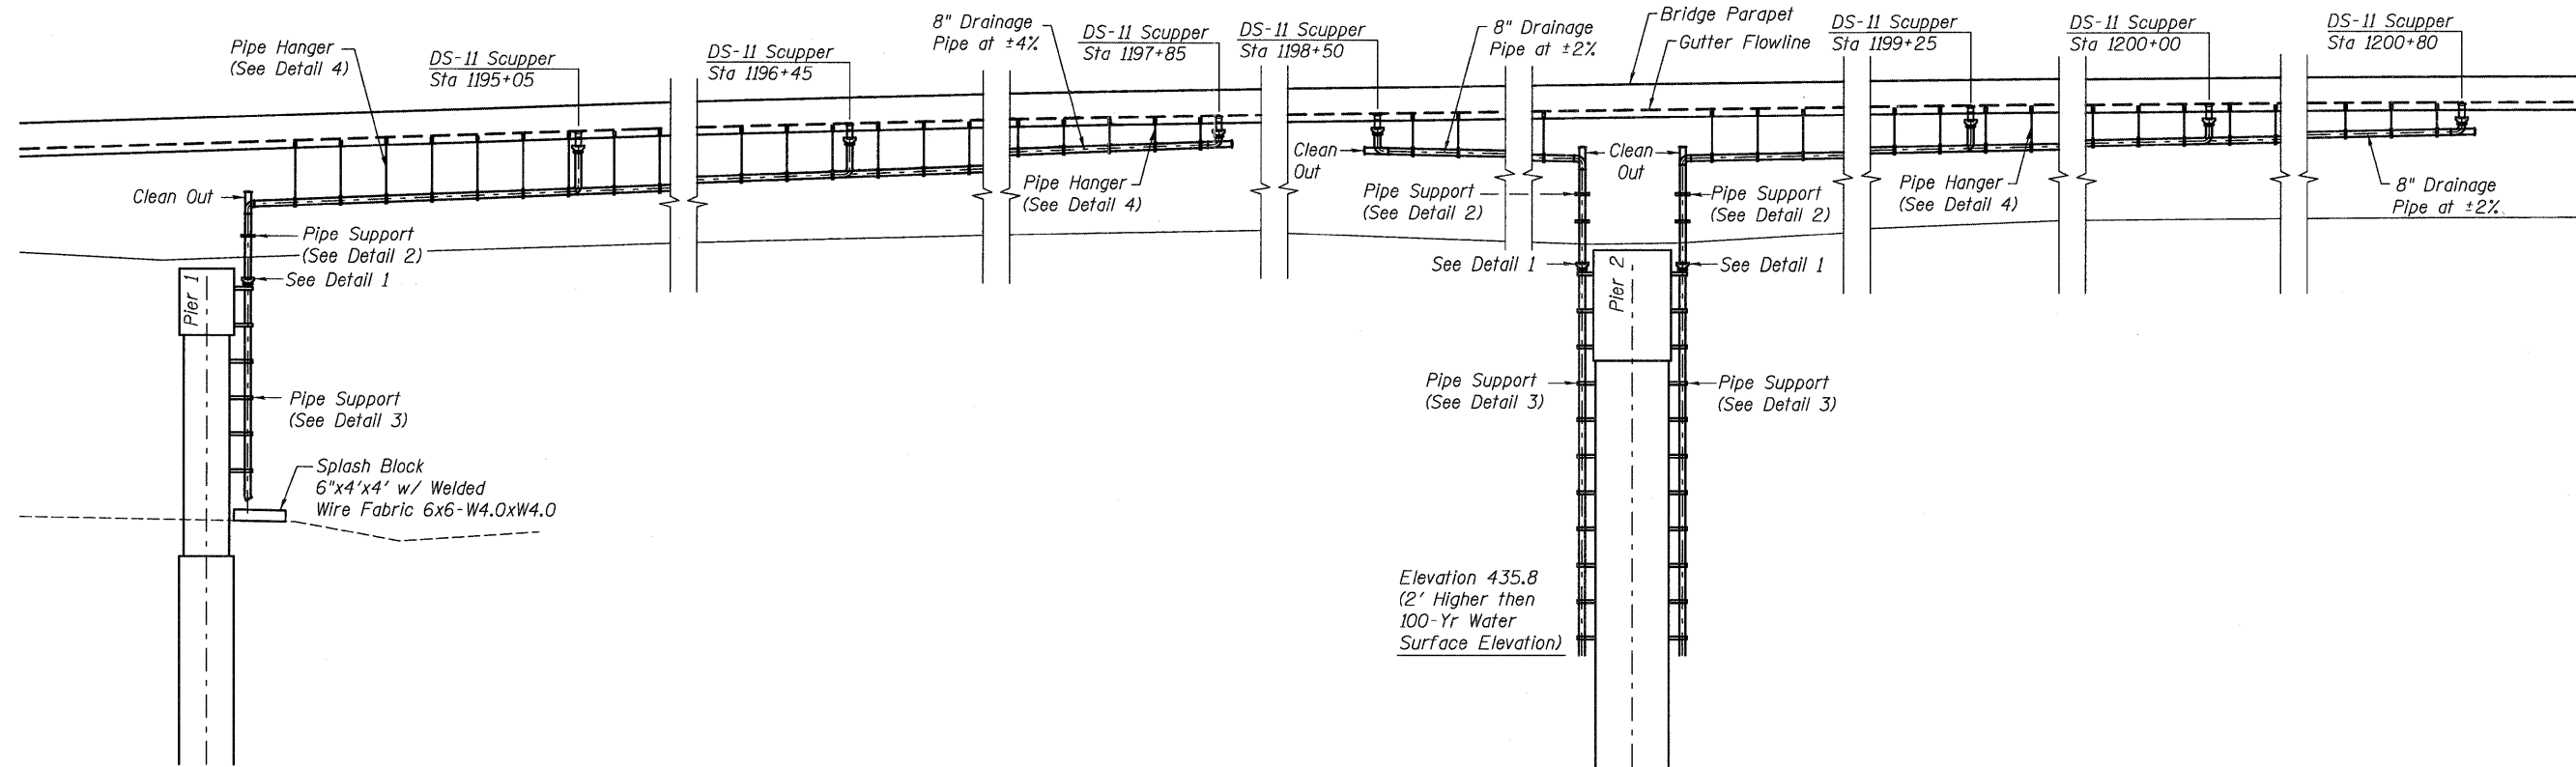 Pipe Hanger
(See Detail 4)
DS-11 Scupper
Sta 1195+05
DS-11 Scupper
Sta 1196+45
8" Drainage
Pipe at ±4%
DS-11 Scupper
Sta 1197+85
DS-11 Scupper
Sta 1198+50
8" Drainage
Pipe at ±2%
Bridge Parapet
Gutter Flowline
DS-11 Scupper
Sta 1199+25
DS-11 Scupper
Sta 1200+00
DS-11 Scupper
Sta 1200+80
Clean Out
Pipe Support
(See Detail 2)
See Detail 1
Pier 1
Pipe Support
(See Detail 3)
Splash Block
6"x4'x4' w/ Welded
Wire Fabric 6x6-W4.0xW4.0
Pipe Hanger
(See Detail 4)
Clean
Out
Clean
Out
Pipe Support
(See Detail 2)
Pipe Support
(See Detail 2)
Pipe Hanger
(See Detail 4)
8" Drainage
Pipe at ±2%
See Detail 1
Pier 2
See Detail 1
Pipe Support
(See Detail 3)
Pipe Support
(See Detail 3)
Elevation 435.8
(2' Higher then
100-Yr Water
Surface Elevation)